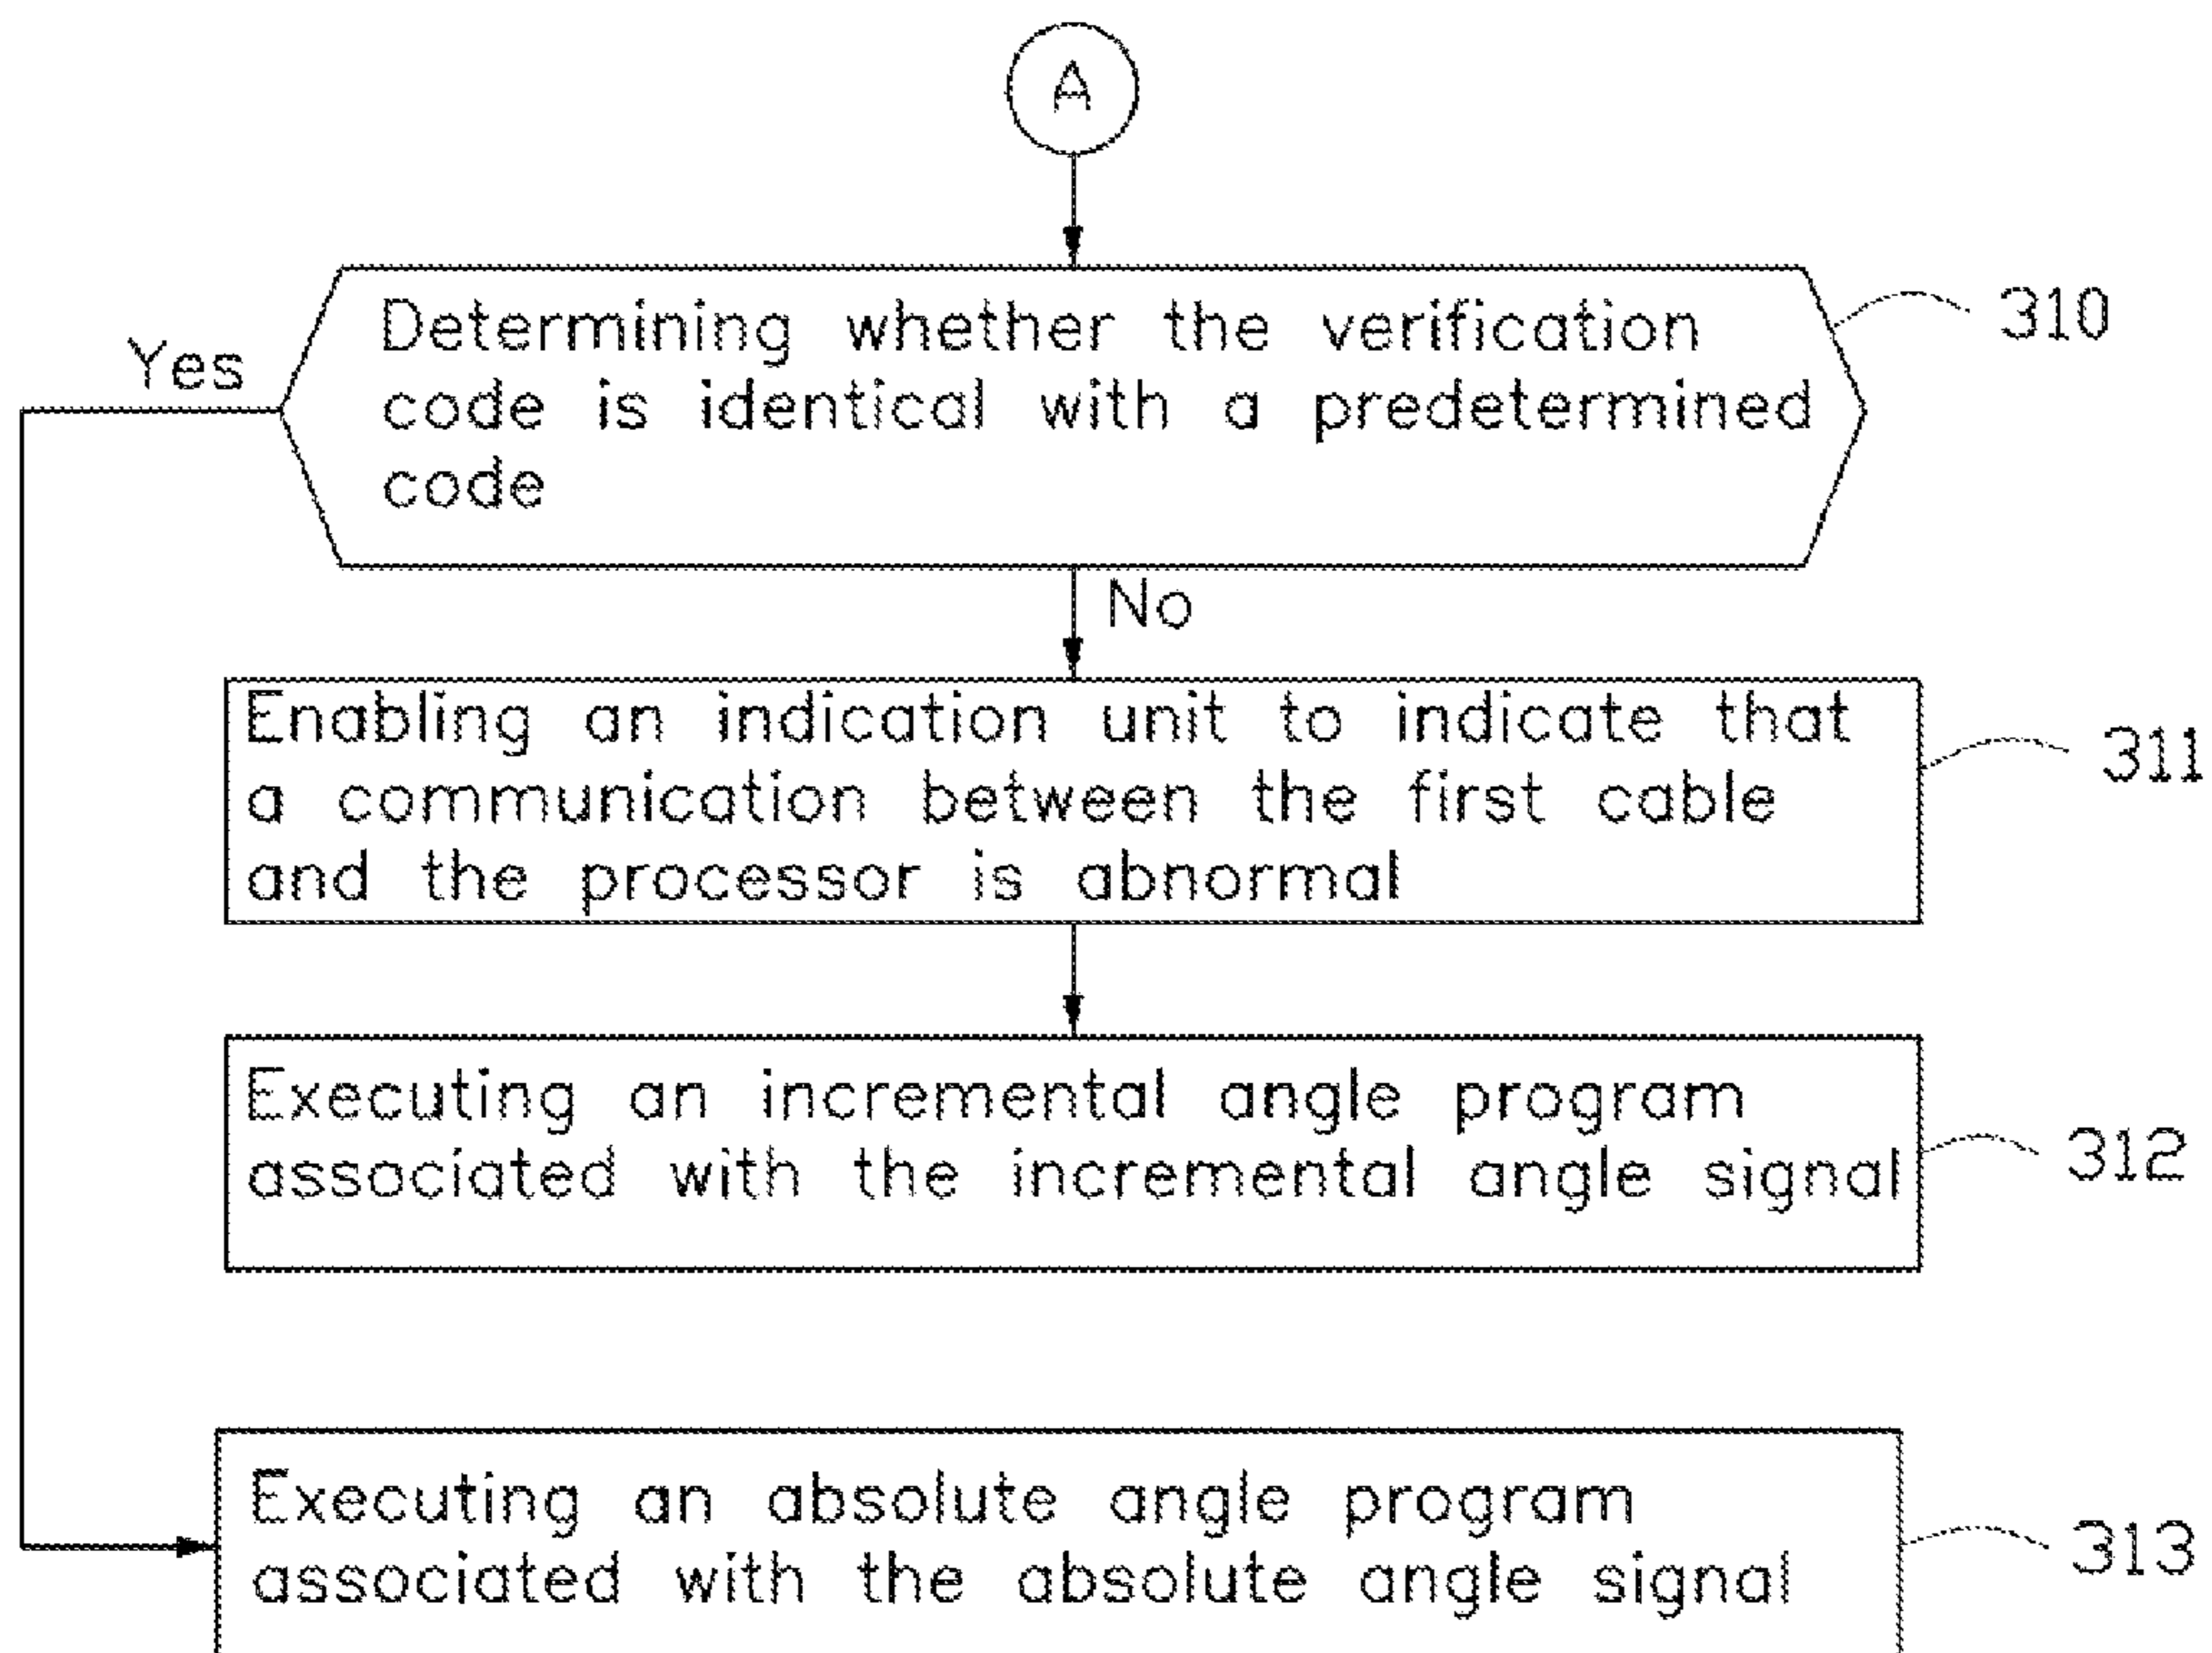 A
Determining whether the verification
code is identical with a predetermined
code
310
Yes
No
Enabling an indication unit to indicate that
a communication between the first cable
and the processor is abnormal
311
Executing an incremental angle program
associated with the incremental angle signal
312
Executing an absolute angle program
associated with the absolute angle signal
313